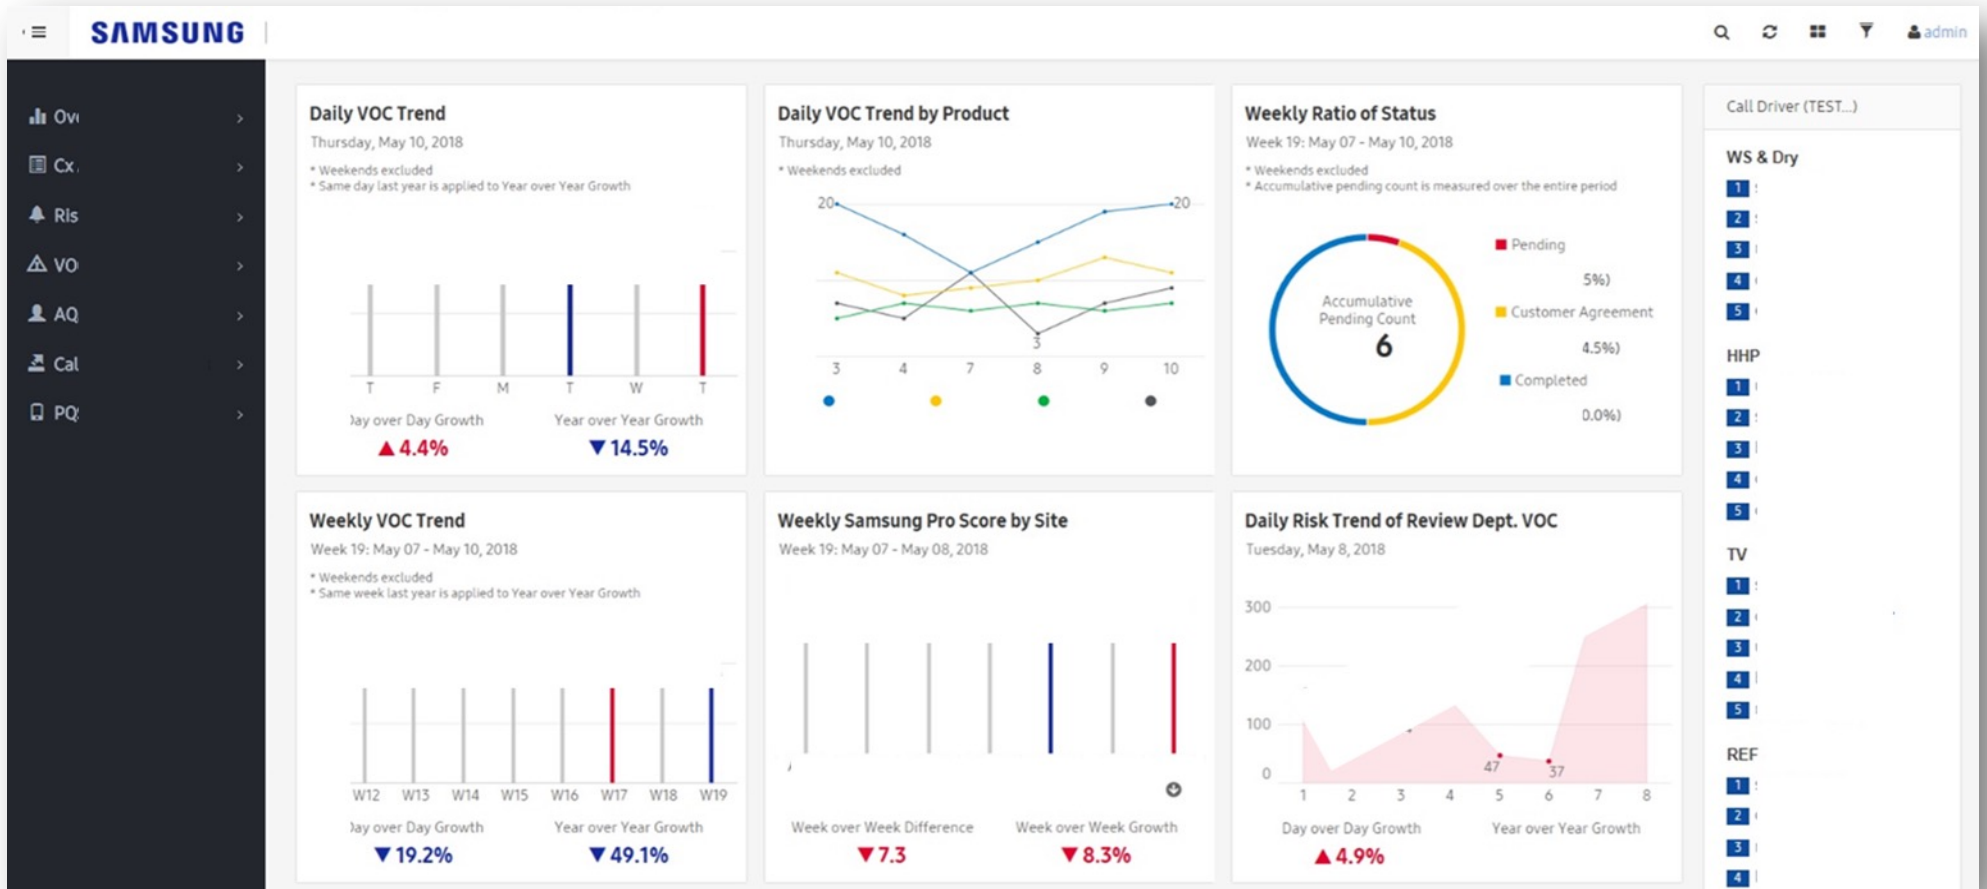 SAMSUNG
admin
Ov
Cx
Ris
VO
AQ
Cal
PQ
Daily VOC Trend
Thursday, May 10, 2018
* Weekends excluded
* Same day last year is applied to Year over Year Growth
T F M T W T
Day over Day Growth Year over Year Growth
▲ 4.4% ▼ 14.5%
Daily VOC Trend by Product
Thursday, May 10, 2018
* Weekends excluded
20 20
3
3 4 7 8 9 10
Weekly Ratio of Status
Week 19: May 07 - May 10, 2018
* Weekends excluded
* Accumulative pending count is measured over the entire period
Accumulative
Pending Count
6
Pending
5%)
Customer Agreement
4.5%)
Completed
0.0%)
Weekly VOC Trend
Week 19: May 07 - May 10, 2018
* Weekends excluded
* Same week last year is applied to Year over Year Growth
W12 W13 W14 W15 W16 W17 W18 W19
Day over Day Growth Year over Year Growth
▼ 19.2% ▼ 49.1%
Weekly Samsung Pro Score by Site
Week 19: May 07 - May 08, 2018
Week over Week Difference Week over Week Growth
▼ 7.3 ▼ 8.3%
Daily Risk Trend of Review Dept. VOC
Tuesday, May 8, 2018
300
200
100
0
47 37
1 2 3 4 5 6 7 8
Day over Day Growth Year over Year Growth
▲ 4.9%
Call Driver (TEST...)
WS & Dry
1
2
3
4
5
HHP
1
2
3
4
5
TV
1
2
3
4
5
REF
1
2
3
4